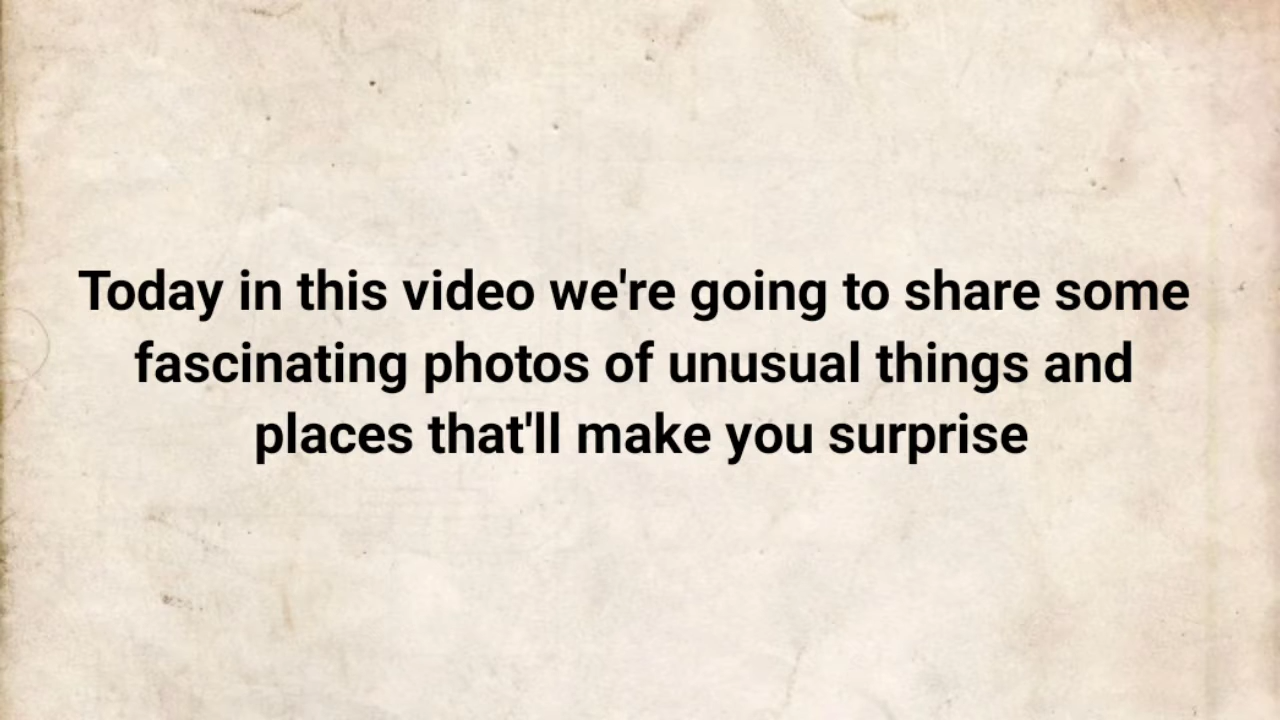 Today in this video we're going to share some
fascinating photos of unusual things and
places that'll make you surprise